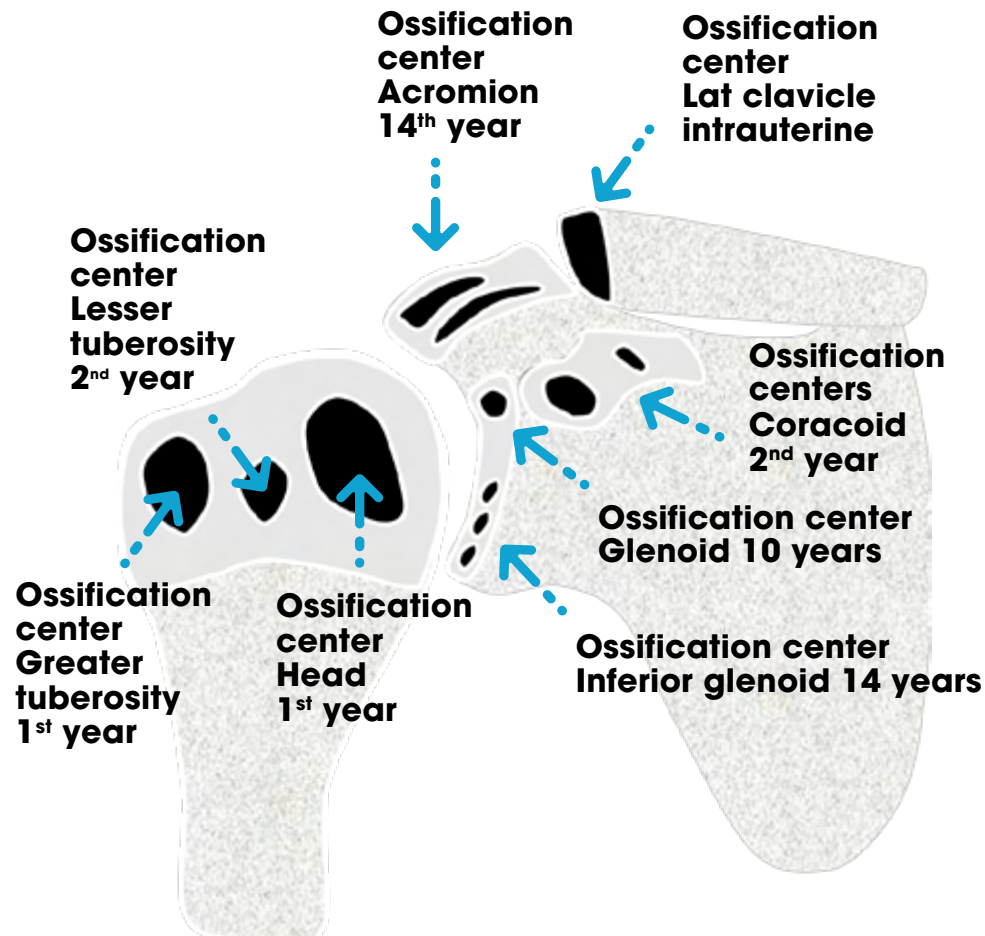 Ossification
center
Acromion
14th year
Ossification
center
Lat clavicle
intrauterine
Ossification
center
Lesser
tuberosity
2nd year
Ossification
centers
Coracoid
2nd year
Ossification center
Glenoid 10 years
Ossification
center
Greater
tuberosity
1st year
Ossification
center
Head
1st year
Ossification center
Inferior glenoid 14 years